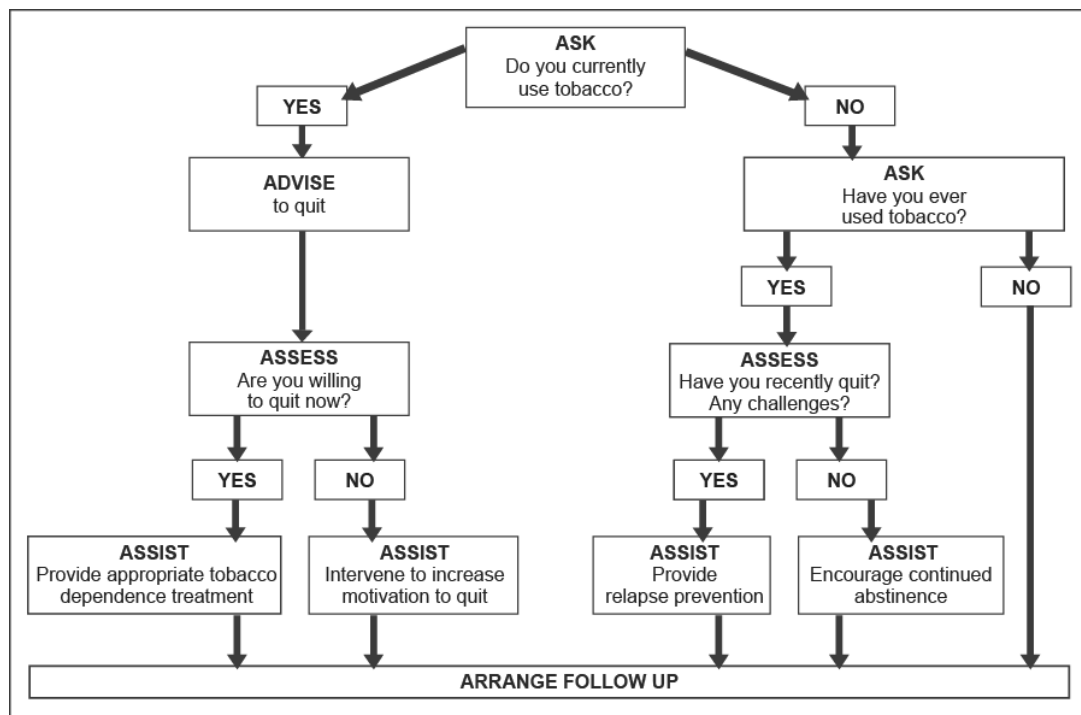 ASK
Do you currently
use tobacco?
YES
NO
ADVISE
to quit
ASK
Have you ever
used tobacco?
YES
NO
ASSESS
Are you willing
to quit now?
ASSESS
Have you recently quit?
Any challenges?
YES
NO
YES
NO
ASSIST
Provide appropriate tobacco
dependence treatment
ASSIST
Intervene to increase
motivation to quit
ASSIST
Provide
relapse prevention
ASSIST
Encourage continued
abstinence
ARRANGE FOLLOW UP